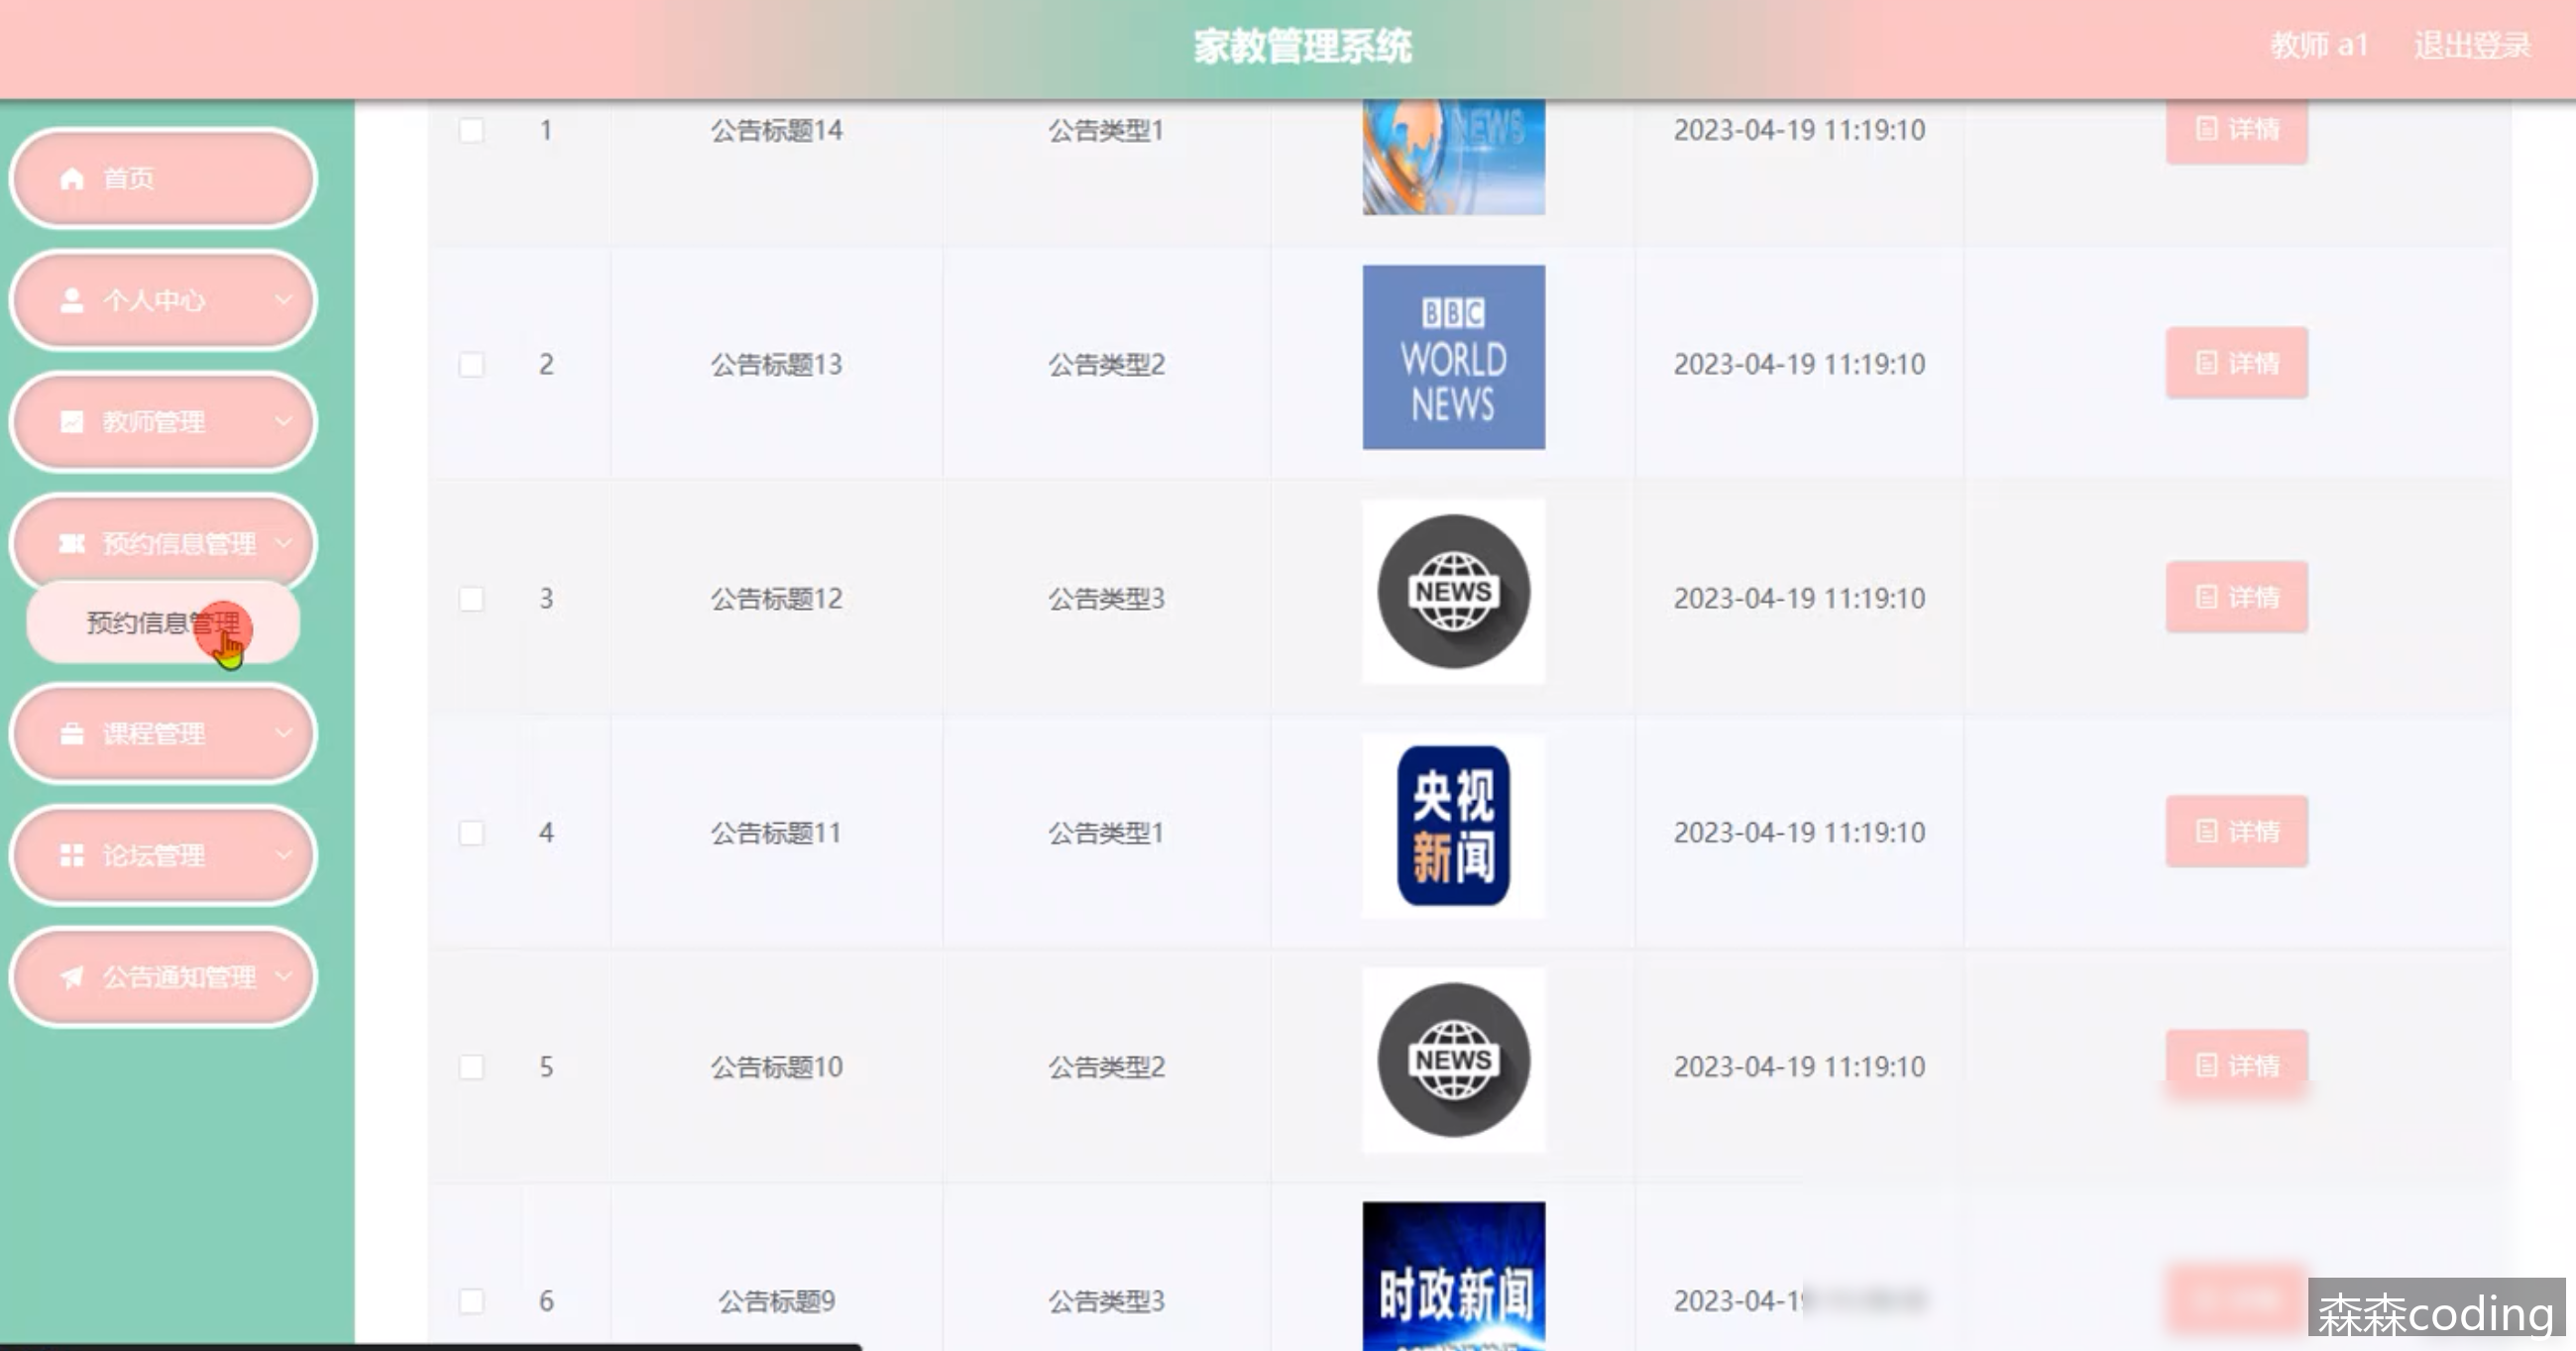 家教管理系统
教师 a1 退出登录
首页
个人中心
教师管理
预约信息管理
预约信息管理
课程管理
论坛管理
公告通知管理
1 公告标题14 公告类型1 NEWS 2023-04-19 11:19:10 详情
2 公告标题13 公告类型2 2023-04-19 11:19:10 详情
BBC
WORLD
NEWS
3 公告标题12 公告类型3 NEWS 2023-04-19 11:19:10 详情
4 公告标题11 公告类型1 2023-04-19 11:19:10 详情
央视
新闻
5 公告标题10 公告类型2 NEWS 2023-04-19 11:19:10 详情
6 公告标题9 公告类型3 时政新闻 2023-04-19
森森coding